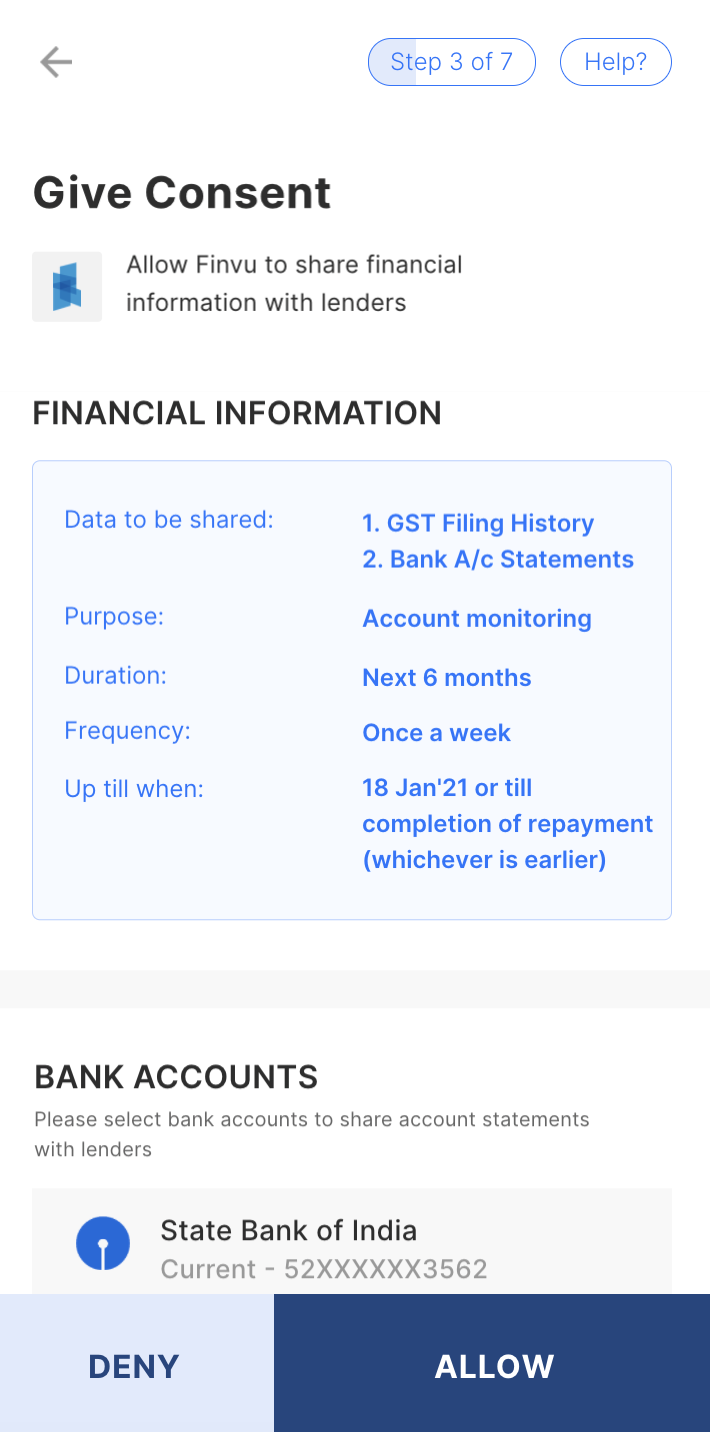 Step 3 of 7
Help?
Give Consent
Allow Finvu to share financial
information with lenders
FINANCIAL INFORMATION
Data to be shared:
1. GST Filing History
2. Bank A/c Statements
Purpose:
Account monitoring
Duration:
Next 6 months
Frequency:
Once a week
Up till when:
18 Jan'21 or till
completion of repayment
(whichever is earlier)
BANK ACCOUNTS
Please select bank accounts to share account statements
with lenders
State Bank of India
Current - 52XXXXXX3562
DENY
ALLOW